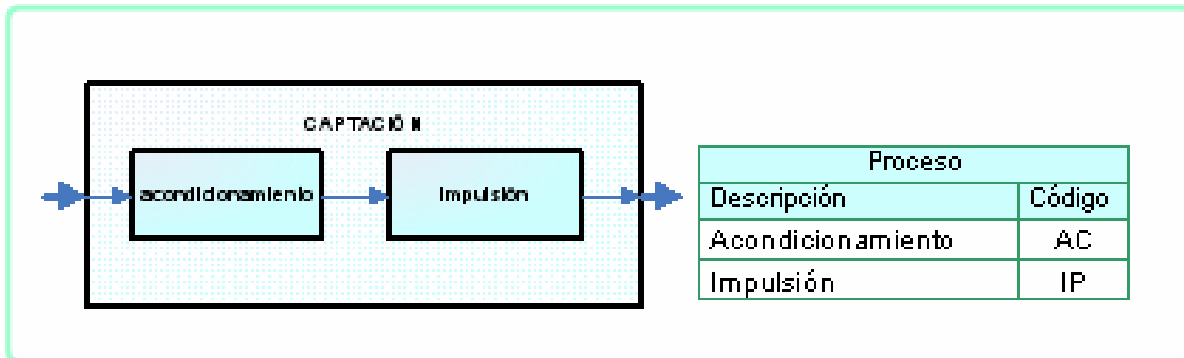 CAPTACIÓN
acondicionamiento
Impulsión
Proceso
Descripción Código
Acondicionamiento AC
Impulsión IP